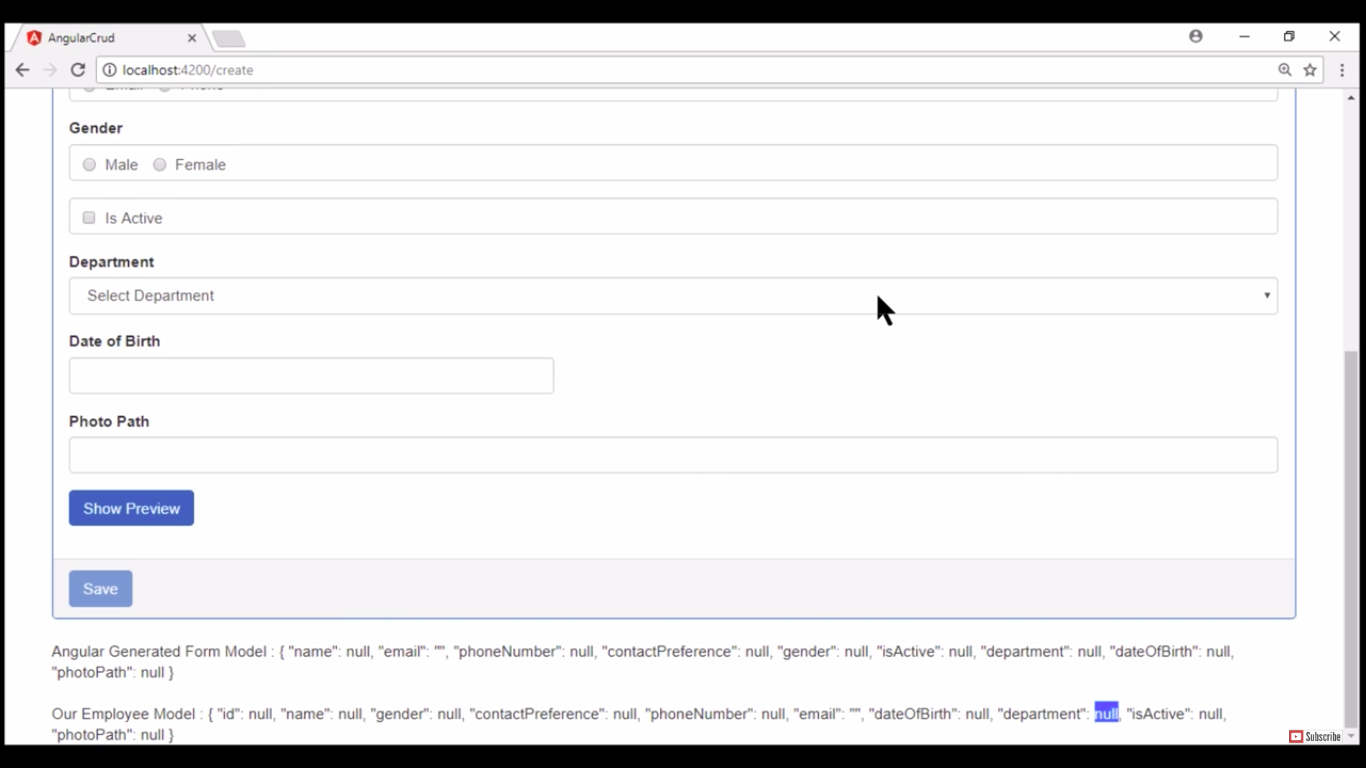 AngularCrud
localhost:4200/create
Email Phone
Gender
Male Female
Is Active
Department
Select Department
Date of Birth
Photo Path
Show Preview
Save
Angular Generated Form Model : { "name": null, "email": "", "phoneNumber": null, "contactPreference": null, "gender": null, "isActive": null, "department": null, "dateOfBirth": null,
"photoPath": null }
Our Employee Model : { "id": null, "name": null, "gender": null, "contactPreference": null, "phoneNumber": null, "email": "", "dateOfBirth": null, "department": null, "isActive": null,
"photoPath": null }
Subscribe